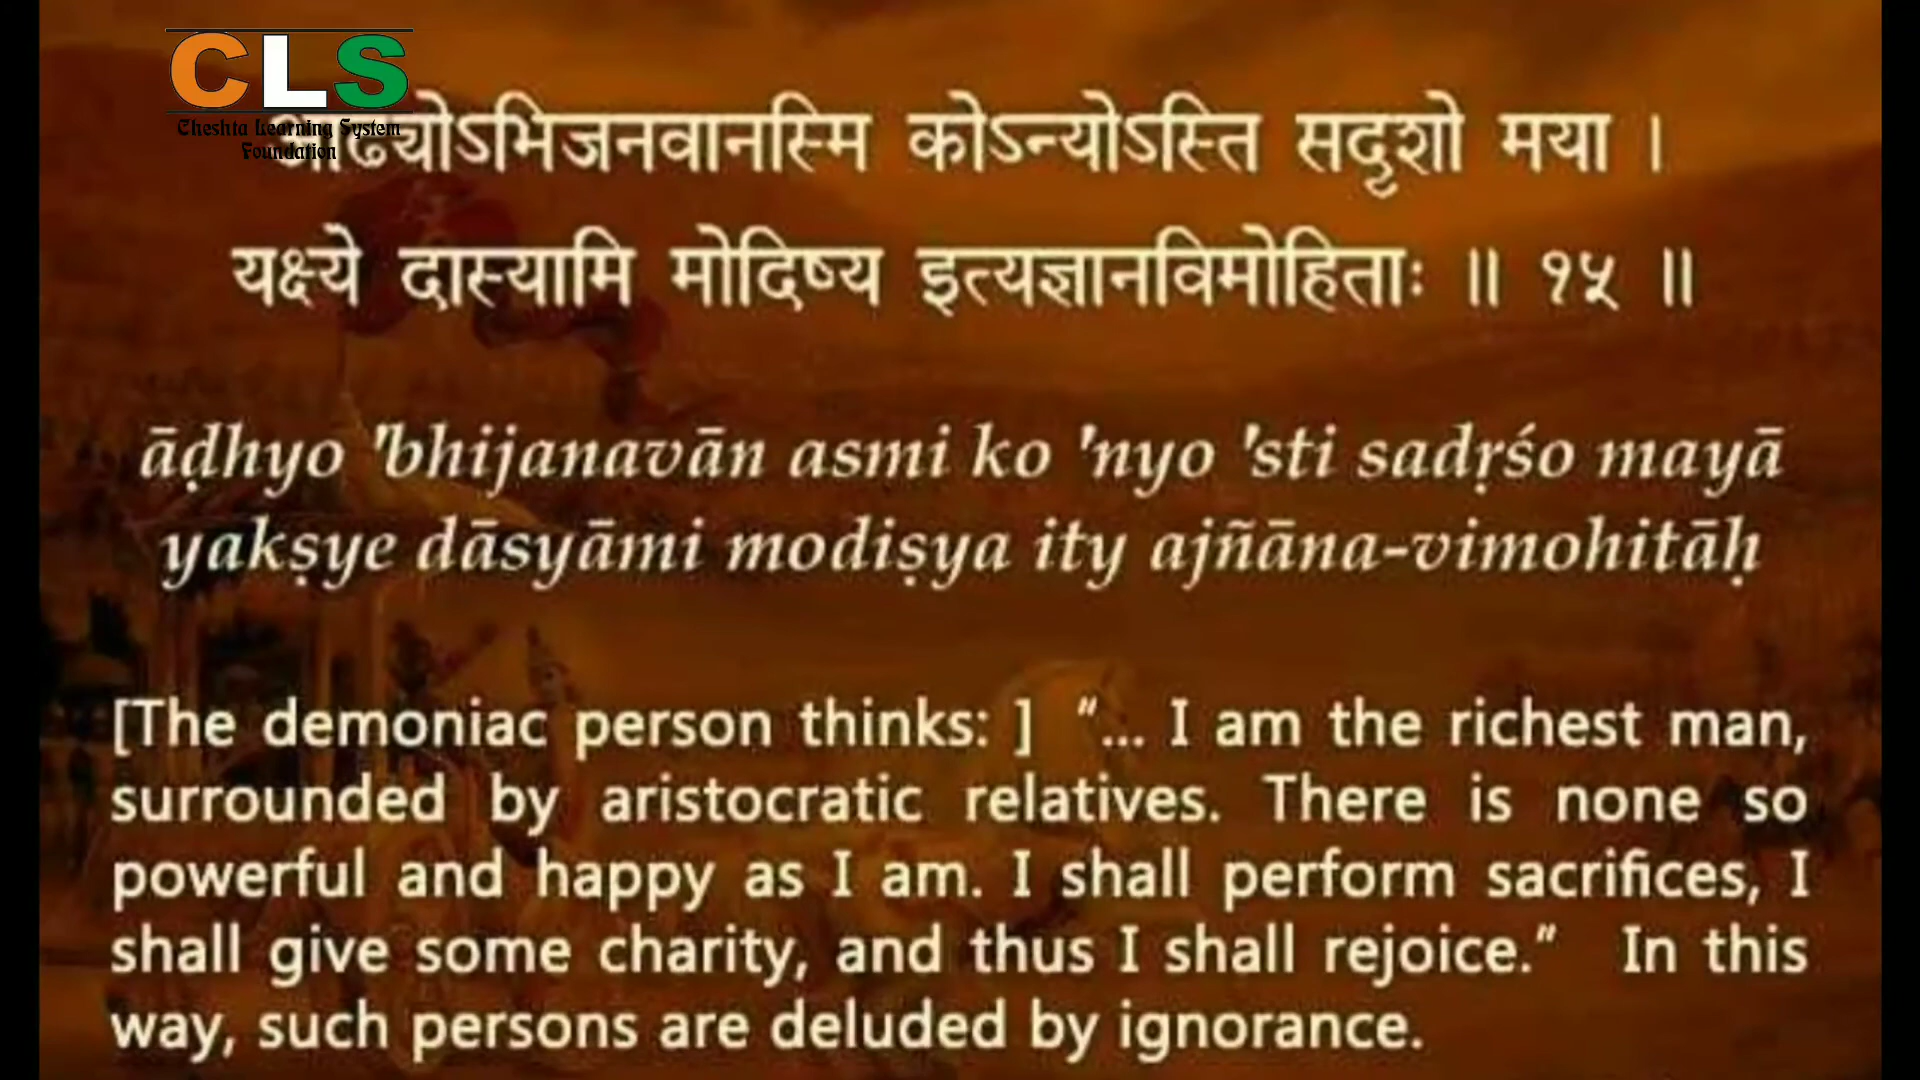 CLS
Cheshta Learning System
Foundation
आढ्योऽभिजनवानस्मि कोऽन्योऽस्ति सदृशो मया ।
यक्ष्ये दास्यामि मोदिष्य इत्यज्ञानविमोहिताः ॥ १५ ॥
āḍhyo 'bhijanavān asmi ko 'nyo 'sti sadṛśo mayā
yakṣye dāsyāmi modiṣya ity ajñāna-vimohitāḥ
[The demoniac person thinks: ] “... I am the richest man,
surrounded by aristocratic relatives. There is none so
powerful and happy as I am. I shall perform sacrifices, I
shall give some charity, and thus I shall rejoice.” In this
way, such persons are deluded by ignorance.